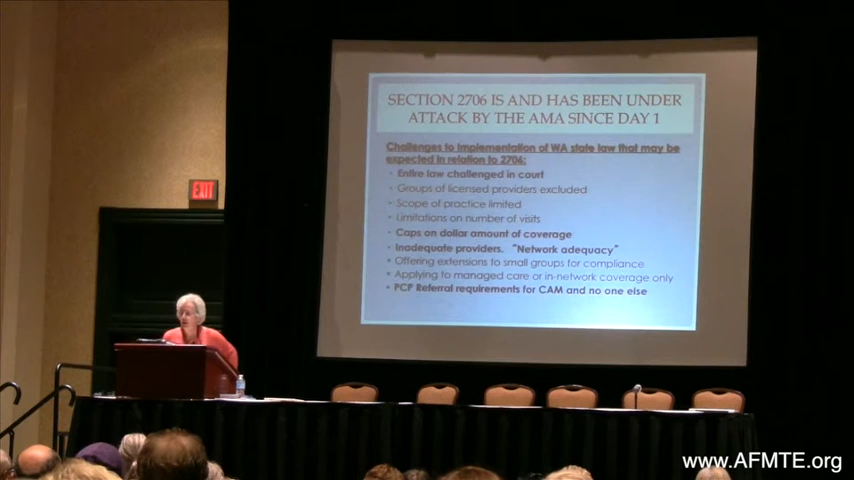 SECTION 2706 IS AND HAS BEEN UNDER
ATTACK BY THE AMA SINCE DAY 1
Challenges to Implementation of WA state law that may be
expected in relation to 2706:
• Entire law challenged in court
• Groups of licensed providers excluded
• Scope of practice limited
• Limitations on number of visits
• Caps on dollar amount of coverage
• Inadequate providers. "Network adequacy"
• Offering extensions to small groups for compliance
• Applying to managed care or in-network coverage only
• PCP Referral requirements for CAM and no one else
EXIT
www.AFMTE.org